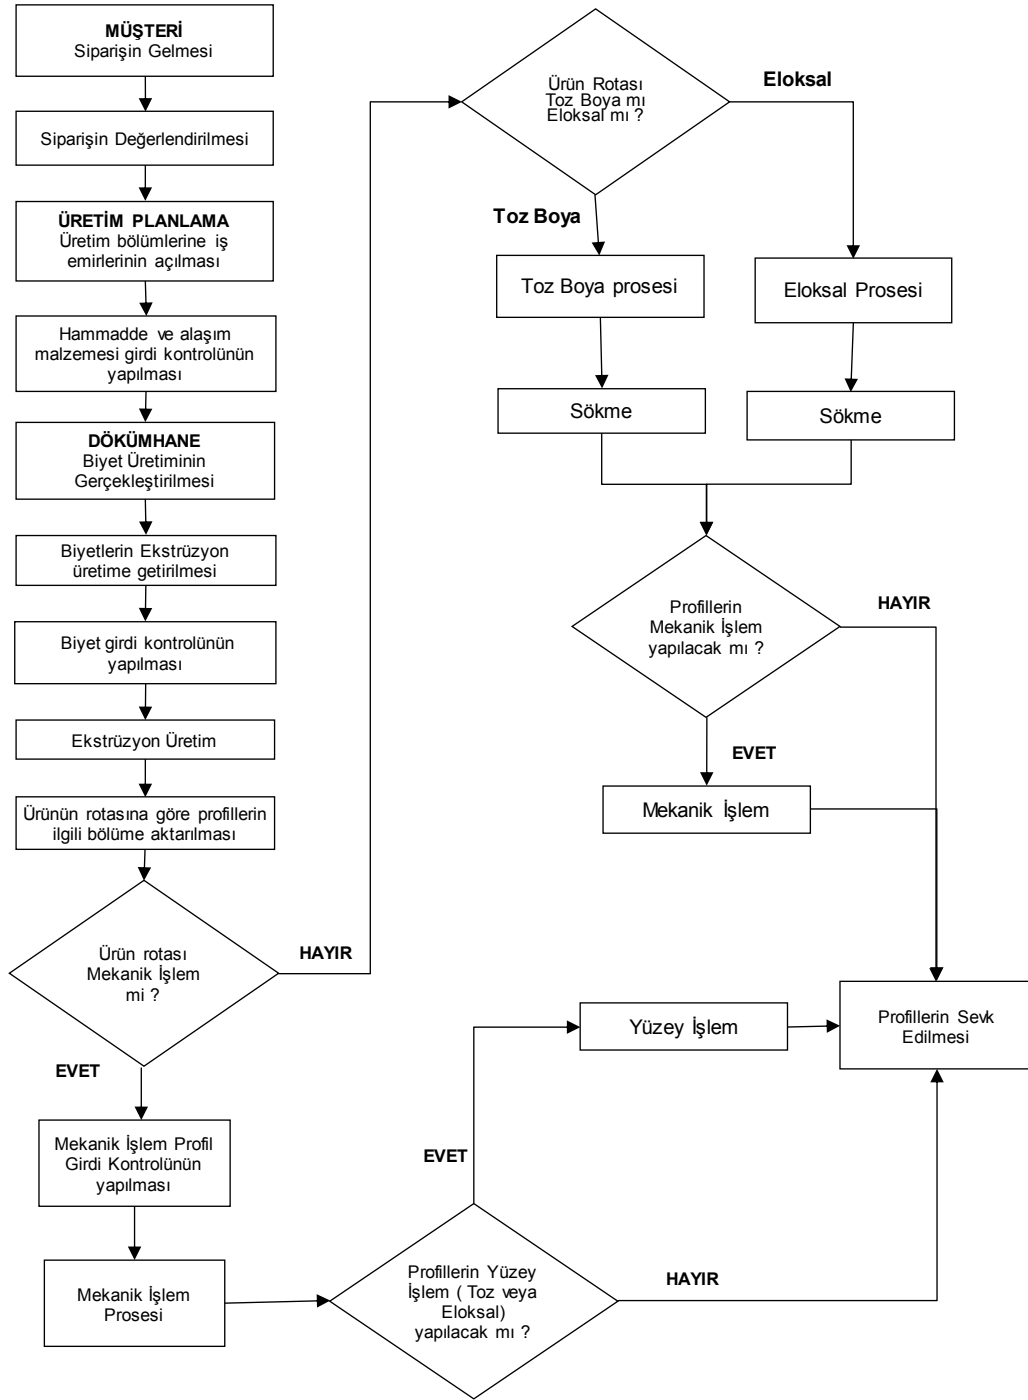 MÜŞTERİ
Siparişin Gelmesi
Siparişin Değerlendirilmesi
ÜRETİM PLANLAMA
Üretim bölümlerine iş
emirlerinin açılması
Hammadde ve alaşım
malzemesi girdi kontrolünün
yapılması
DÖKÜMHANE
Biyet Üretiminin
Gerçekleştirilmesi
Biyetlerin Ekstrüzyon
üretime getirilmesi
Biyet girdi kontrolünün
yapılması
Ekstrüzyon Üretim
Ürünün rotasına göre profillerin
ilgili bölüme aktarılması
Ürün rotası
Mekanik İşlem
mi ?
HAYIR
EVET
Mekanik İşlem Profil
Girdi Kontrolünün
yapılması
Mekanik İşlem
Prosesi
Ürün Rotası
Toz Boya mı
Eloksal mı ?
Eloksal
Toz Boya
Toz Boya prosesi
Eloksal Prosesi
Sökme
Sökme
Profillerin
Mekanik İşlem
yapılacak mı ?
HAYIR
EVET
Mekanik İşlem
Yüzey İşlem
Profillerin Sevk
Edilmesi
EVET
Profillerin Yüzey
İşlem ( Toz veya
Eloksal)
yapılacak mı ?
HAYIR